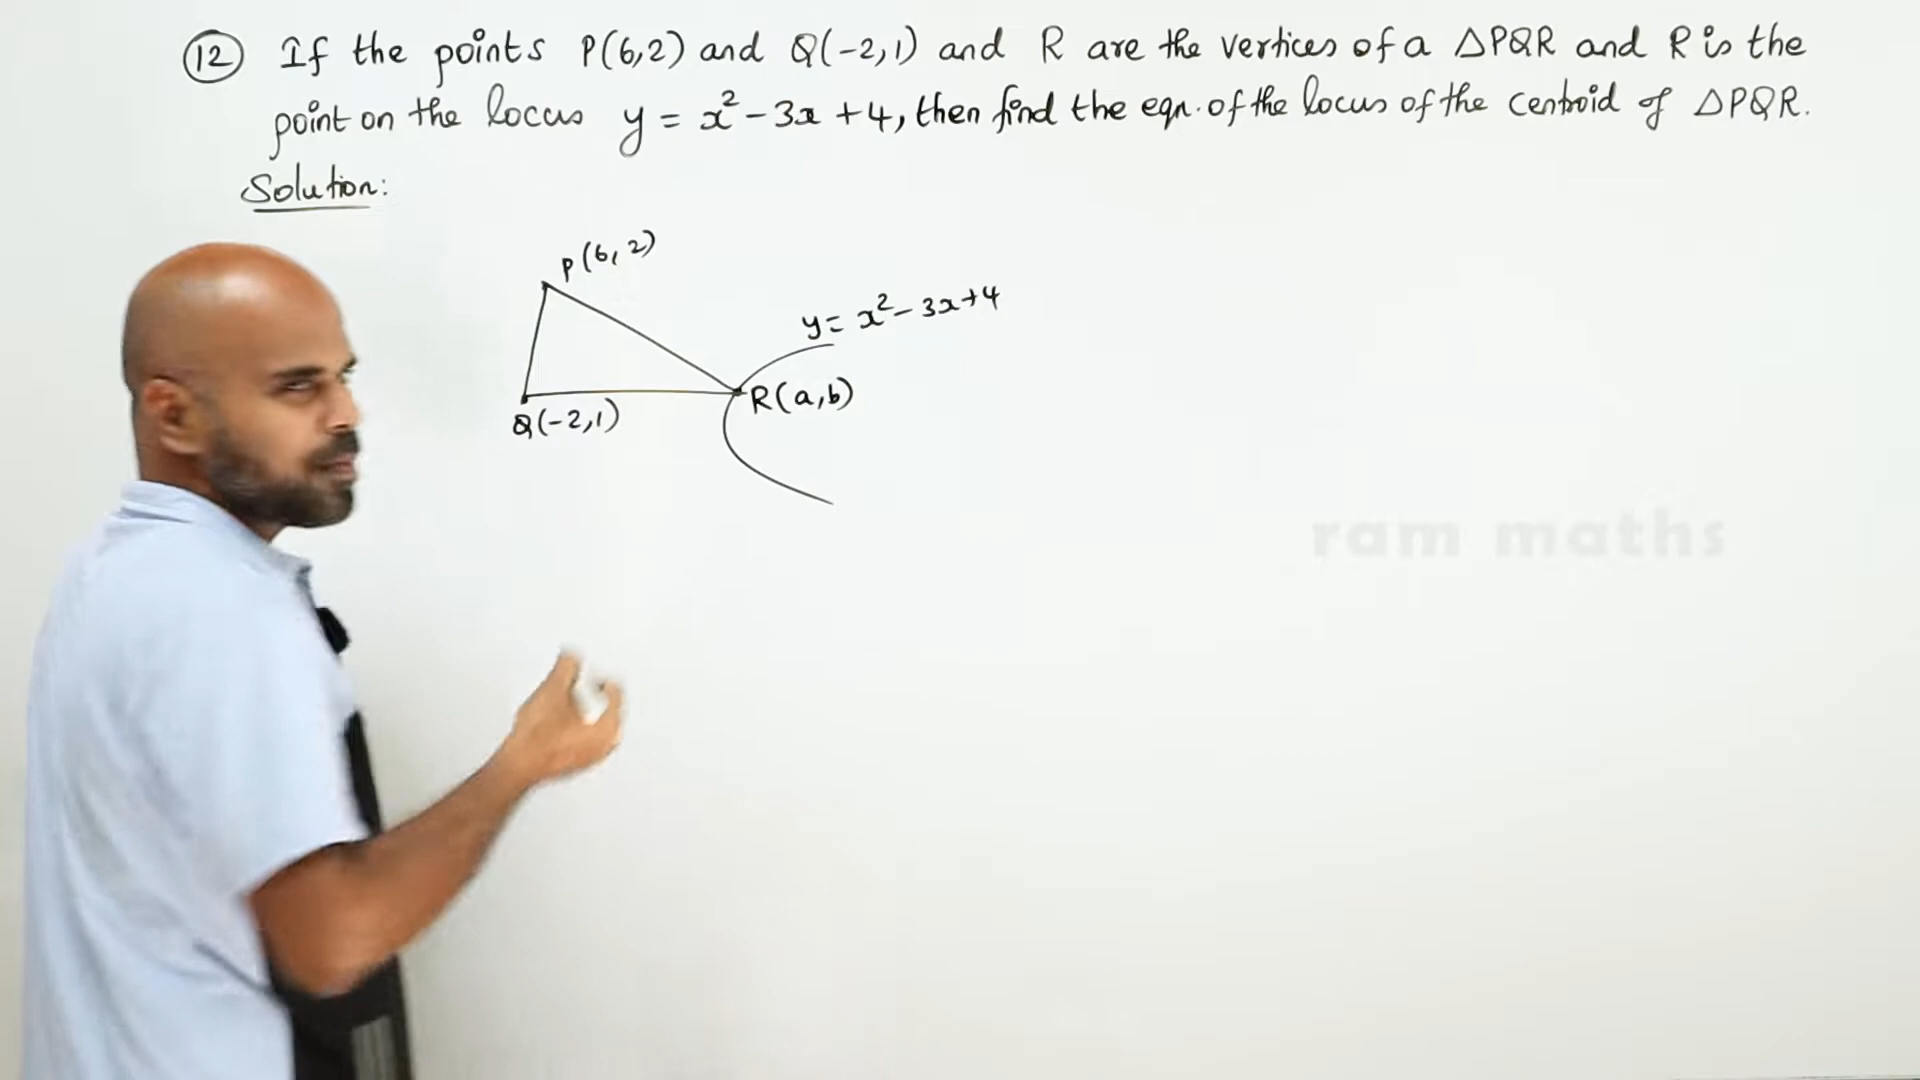 12 If the points P(6,2) and Q(-2,1) and R are the vertices of a △PQR and R is the
point on the locus y = x² - 3x + 4, then find the eqn. of the locus of the centroid of △PQR.
Solution:
P(6, 2)
y = x² - 3x + 4
R(a,b)
Q(-2,1)
ram maths